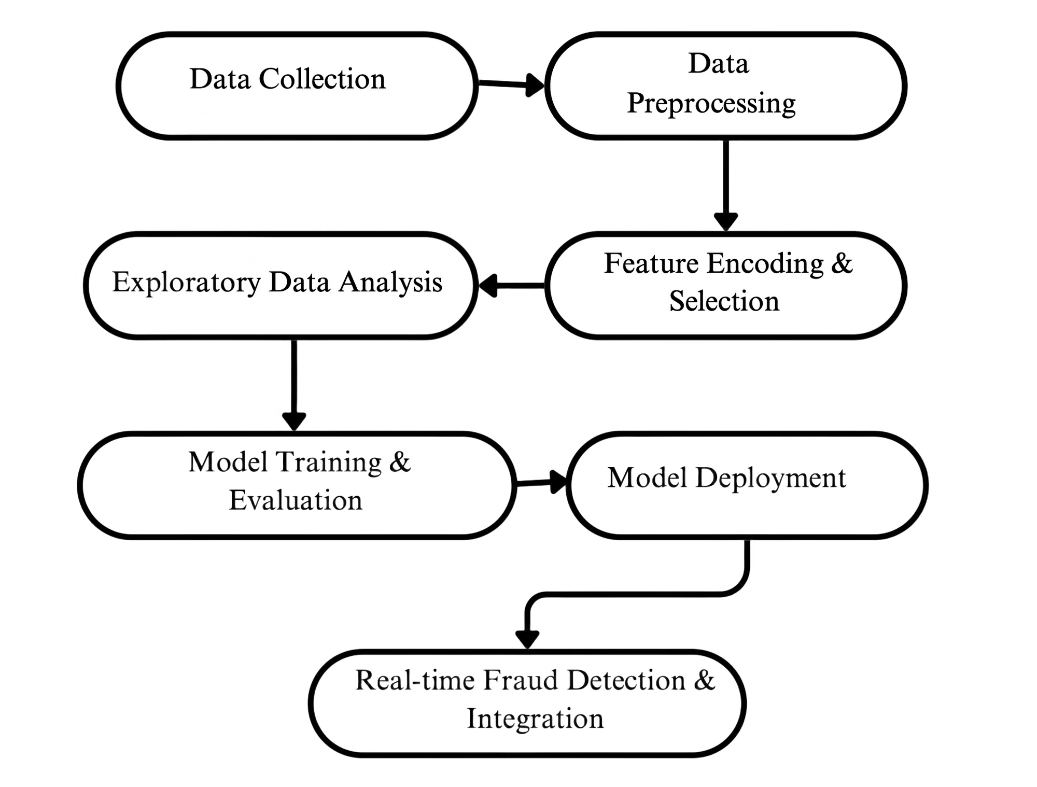 Data Collection
Data
Preprocessing
Feature Encoding &
Selection
Exploratory Data Analysis
Model Training &
Evaluation
Model Deployment
Real-time Fraud Detection &
Integration